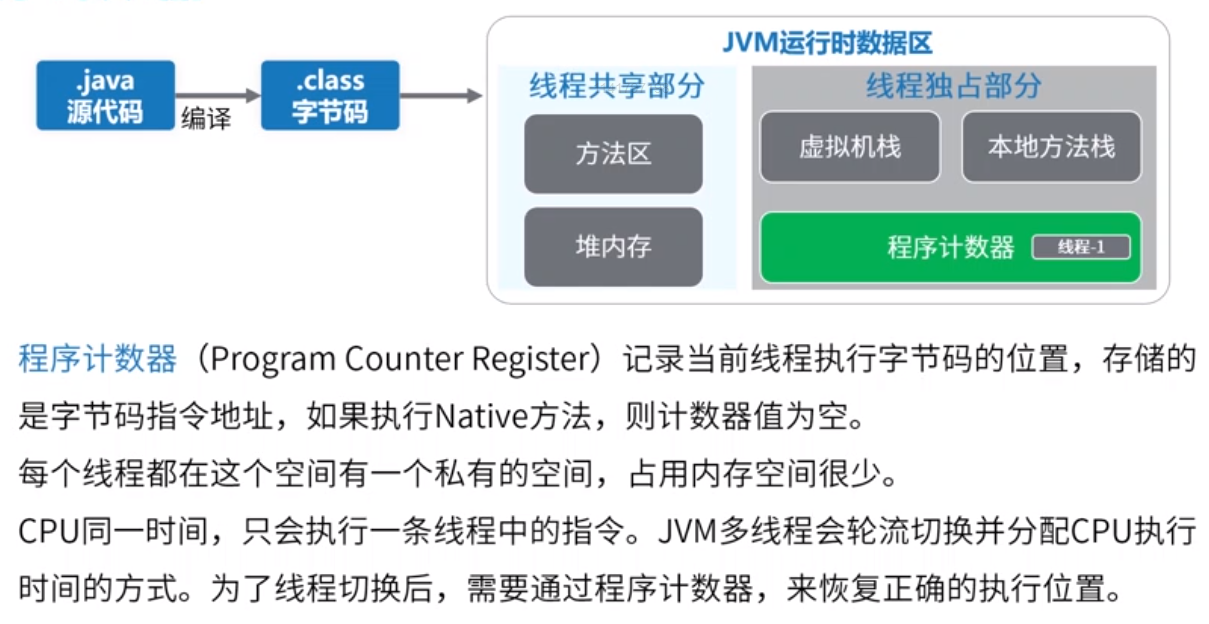 JVM运行时数据区
.java
源代码
编译
.class
字节码
线程共享部分
方法区
堆内存
线程独占部分
虚拟机栈
本地方法栈
程序计数器
线程-1
程序计数器（Program Counter Register）记录当前线程执行字节码的位置，存储的
是字节码指令地址，如果执行Native方法，则计数器值为空。
每个线程都在这个空间有一个私有的空间，占用内存空间很少。
CPU同一时间，只会执行一条线程中的指令。JVM多线程会轮流切换并分配CPU执行
时间的方式。为了线程切换后，需要通过程序计数器，来恢复正确的执行位置。